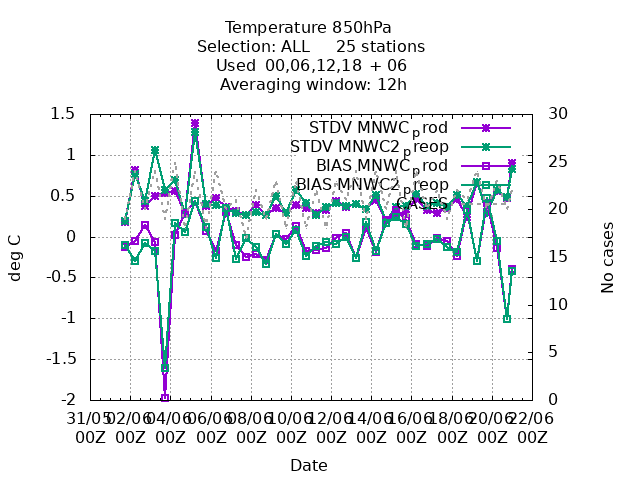 Temperature 850hPa
Selection: ALL 25 stations
Used 00,06,12,18 + 06
Averaging window: 12h
1.5
1
0.5
0
-0.5
-1
-1.5
-2
deg C
30
25
20
15
10
5
0
No cases
STDV MNWC_prod
STDV MNWC2_preop
BIAS MNWC_prod
BIAS MNWC2_preop
CASES
31/05 02/06 04/06 06/06 08/06 10/06 12/06 14/06 16/06 18/06 20/06 22/06
00Z 00Z 00Z 00Z 00Z 00Z 00Z 00Z 00Z 00Z 00Z 00Z
Date